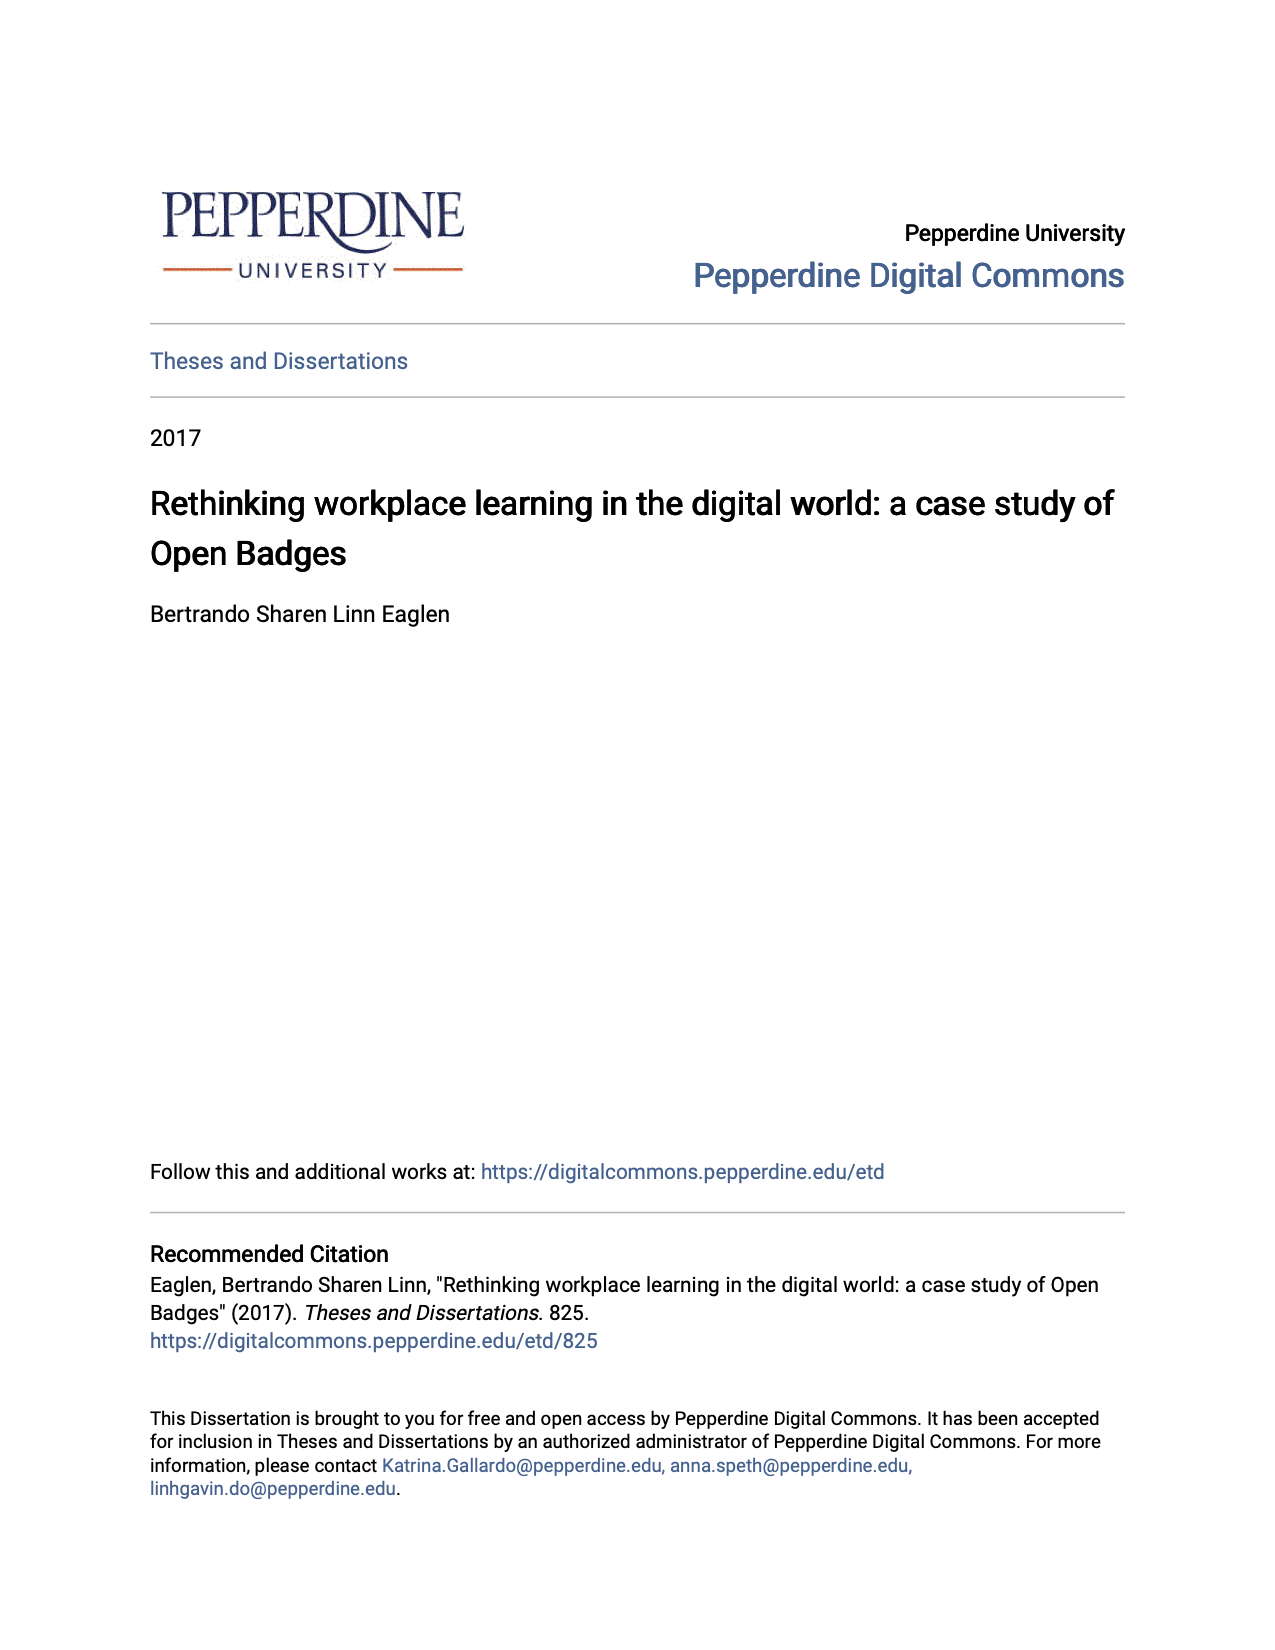 PEPPERDINE
UNIVERSITY
Pepperdine University
Pepperdine Digital Commons
Theses and Dissertations
2017
Rethinking workplace learning in the digital world: a case study of
Open Badges
Bertrando Sharen Linn Eaglen
Follow this and additional works at: https://digitalcommons.pepperdine.edu/etd
Recommended Citation
Eaglen, Bertrando Sharen Linn, "Rethinking workplace learning in the digital world: a case study of Open
Badges" (2017). Theses and Dissertations. 825.
https://digitalcommons.pepperdine.edu/etd/825
This Dissertation is brought to you for free and open access by Pepperdine Digital Commons. It has been accepted
for inclusion in Theses and Dissertations by an authorized administrator of Pepperdine Digital Commons. For more
information, please contact Katrina.Gallardo@pepperdine.edu, anna.speth@pepperdine.edu,
linhgavin.do@pepperdine.edu.